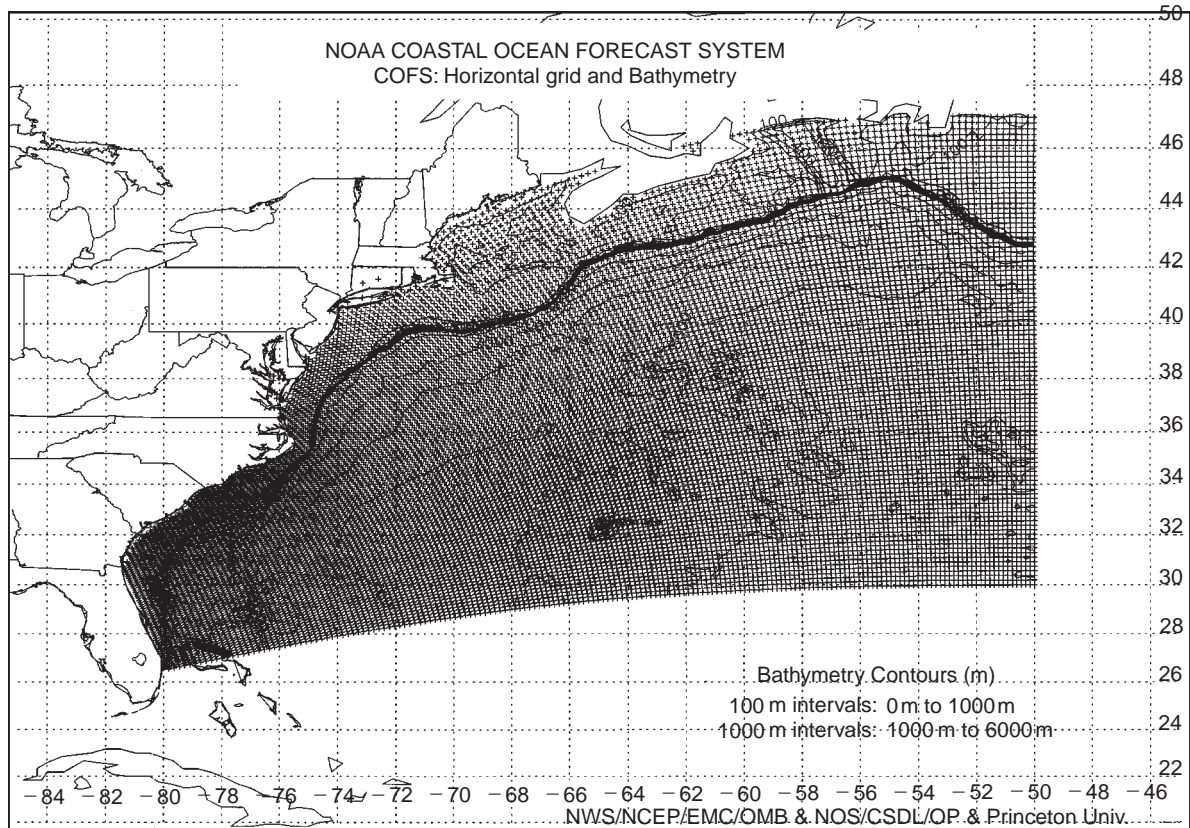 NOAA COASTAL OCEAN FORECAST SYSTEM
COFS: Horizontal grid and Bathymetry
50
48
46
44
42
40
38
36
34
32
30
28
26
24
22
100
Bathymetry Contours (m)
100 m intervals: 0 m to 1000 m
1000 m intervals: 1000 m to 6000 m
−84 −82 −80 −78 −76 −74 −72 −70 −68 −66 −64 −62 −60 −58 −56 −54 −52 −50 −48 −46
NWS/NCEP/EMC/OMB & NOS/CSDL/OP & Princeton Univ.